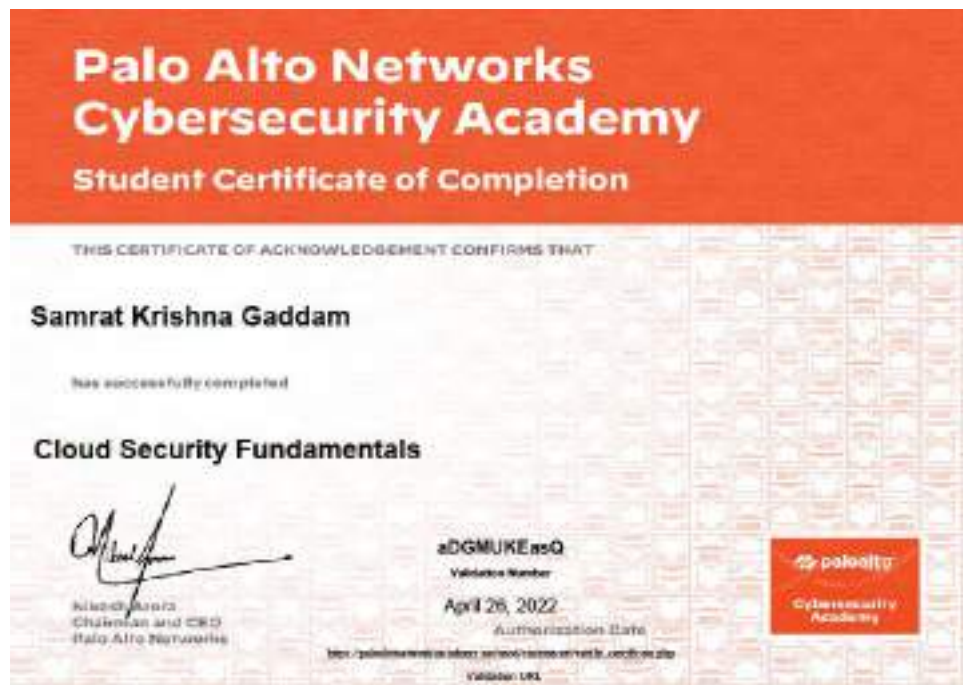 Palo Alto Networks
Cybersecurity Academy
Student Certificate of Completion
THIS CERTIFICATE OF ACKNOWLEDGEMENT CONFIRMS THAT
Samrat Krishna Gaddam
has successfully completed
Cloud Security Fundamentals
aDGMUKEasQ
Validation Number
Nikesh Arora
April 26, 2022
Chairman and CEO
Authorization Date
Palo Alto Networks
Validation URL
paloalto
Cybersecurity
Academy